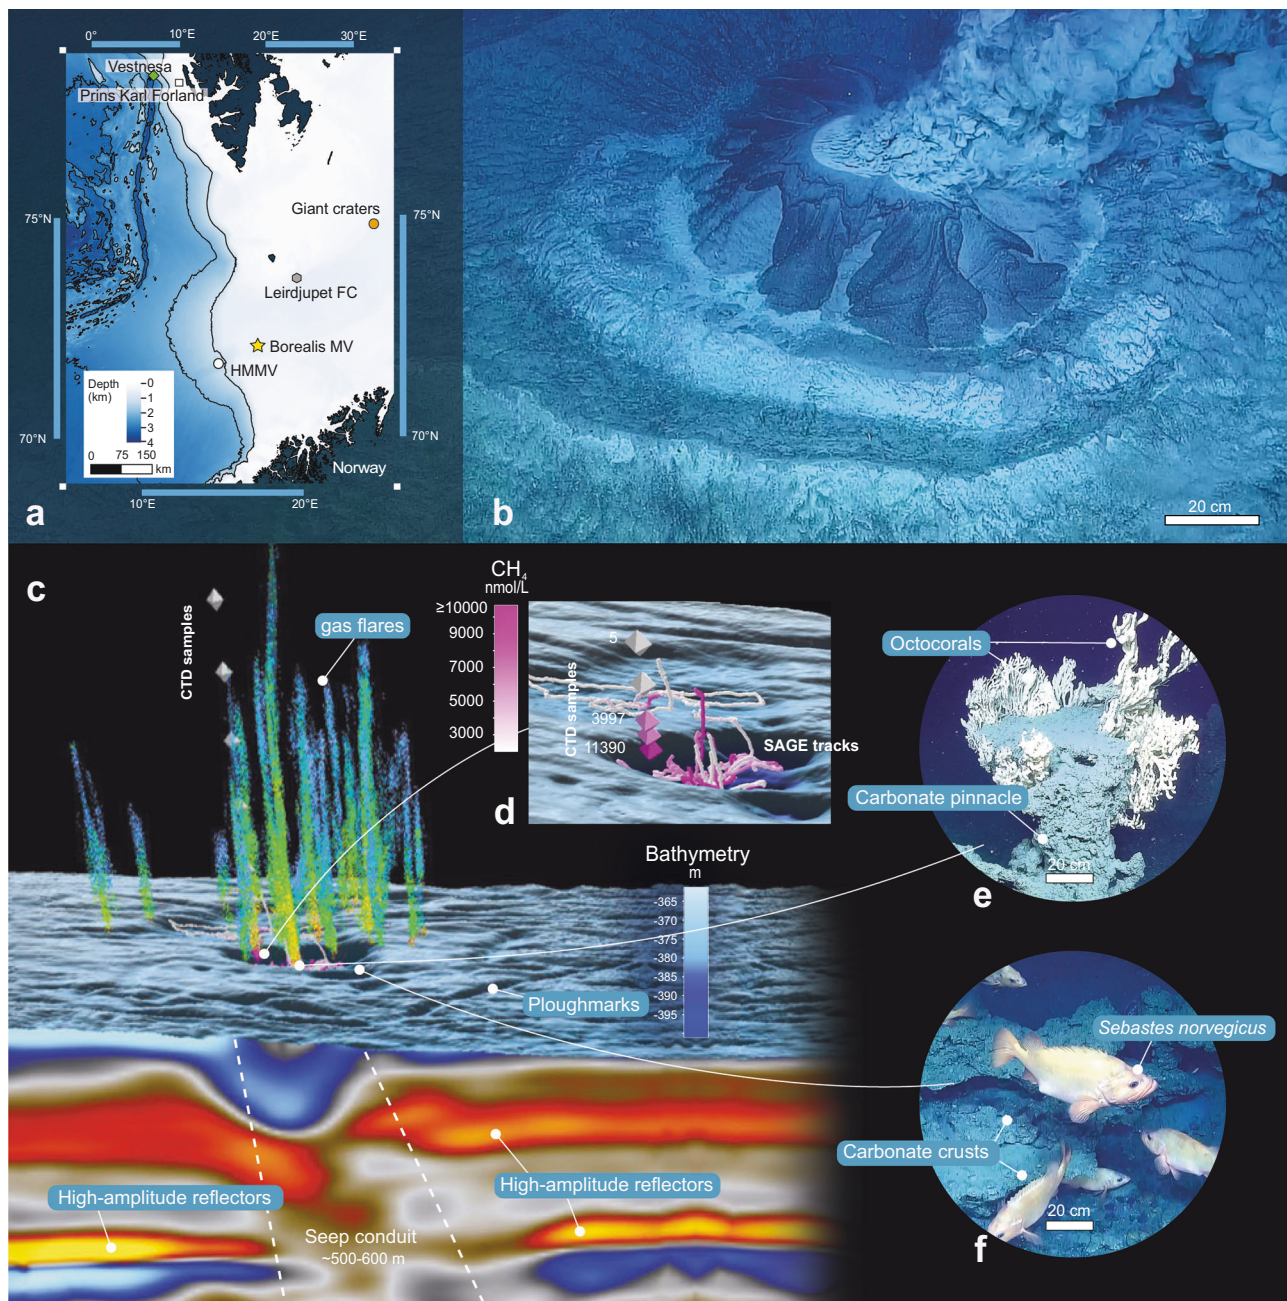 0°
10°E
20°E
30°E
Vestnesa
Prins Karl Forland
75°N
75°N
Giant craters
Leirdjupet FC
Borealis MV
HMMV
Depth
(km)
0
1
2
3
4
0 75 150
km
70°N
70°N
Norway
10°E
20°E
a
b
20 cm
c
CTD samples
gas flares
CH4
nmol/L
≥10000
9000
7000
5000
3000
5
CTD samples
3997
11390
SAGE tracks
d
Octocorals
Carbonate pinnacle
20 cm
e
Bathymetry
m
-365
-370
-375
-380
-385
-390
-395
Ploughmarks
Sebastes norvegicus
Carbonate crusts
20 cm
f
High-amplitude reflectors
High-amplitude reflectors
Seep conduit
~500-600 m